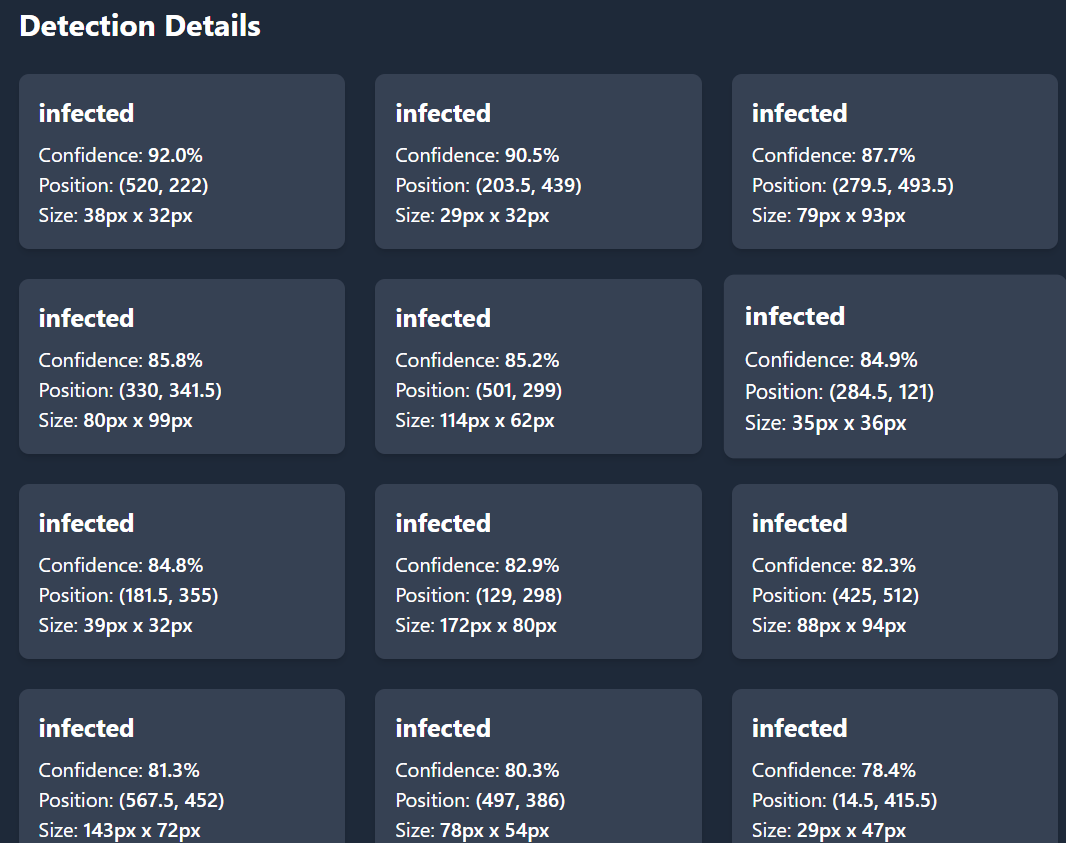 Detection Details
infected
Confidence: 92.0%
Position: (520, 222)
Size: 38px x 32px
infected
Confidence: 90.5%
Position: (203.5, 439)
Size: 29px x 32px
infected
Confidence: 87.7%
Position: (279.5, 493.5)
Size: 79px x 93px
infected
Confidence: 85.8%
Position: (330, 341.5)
Size: 80px x 99px
infected
Confidence: 85.2%
Position: (501, 299)
Size: 114px x 62px
infected
Confidence: 84.9%
Position: (284.5, 121)
Size: 35px x 36px
infected
Confidence: 84.8%
Position: (181.5, 355)
Size: 39px x 32px
infected
Confidence: 82.9%
Position: (129, 298)
Size: 172px x 80px
infected
Confidence: 82.3%
Position: (425, 512)
Size: 88px x 94px
infected
Confidence: 81.3%
Position: (567.5, 452)
Size: 143px x 72px
infected
Confidence: 80.3%
Position: (497, 386)
Size: 78px x 54px
infected
Confidence: 78.4%
Position: (14.5, 415.5)
Size: 29px x 47px